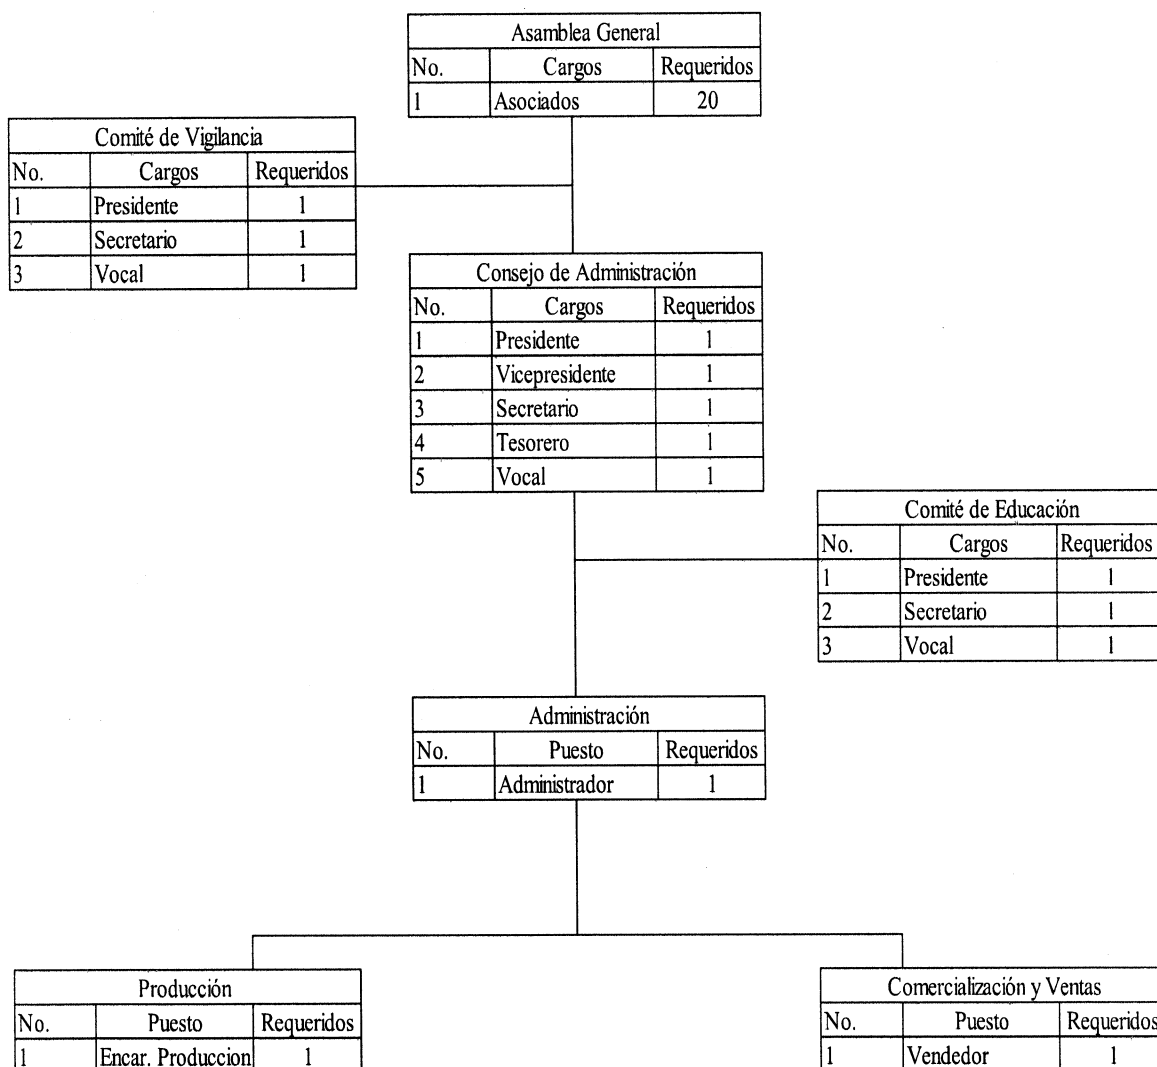 Asamblea General
No. Cargos Requeridos
1 Asociados 20
Comité de Vigilancia
No. Cargos Requeridos
1 Presidente 1
2 Secretario 1
3 Vocal 1
Consejo de Administración
No. Cargos Requeridos
1 Presidente 1
2 Vicepresidente 1
3 Secretario 1
4 Tesorero 1
5 Vocal 1
Comité de Educación
No. Cargos Requeridos
1 Presidente 1
2 Secretario 1
3 Vocal 1
Administración
No. Puesto Requeridos
1 Administrador 1
Producción
No. Puesto Requeridos
1 Encar. Produccion 1
Comercialización y Ventas
No. Puesto Requeridos
1 Vendedor 1